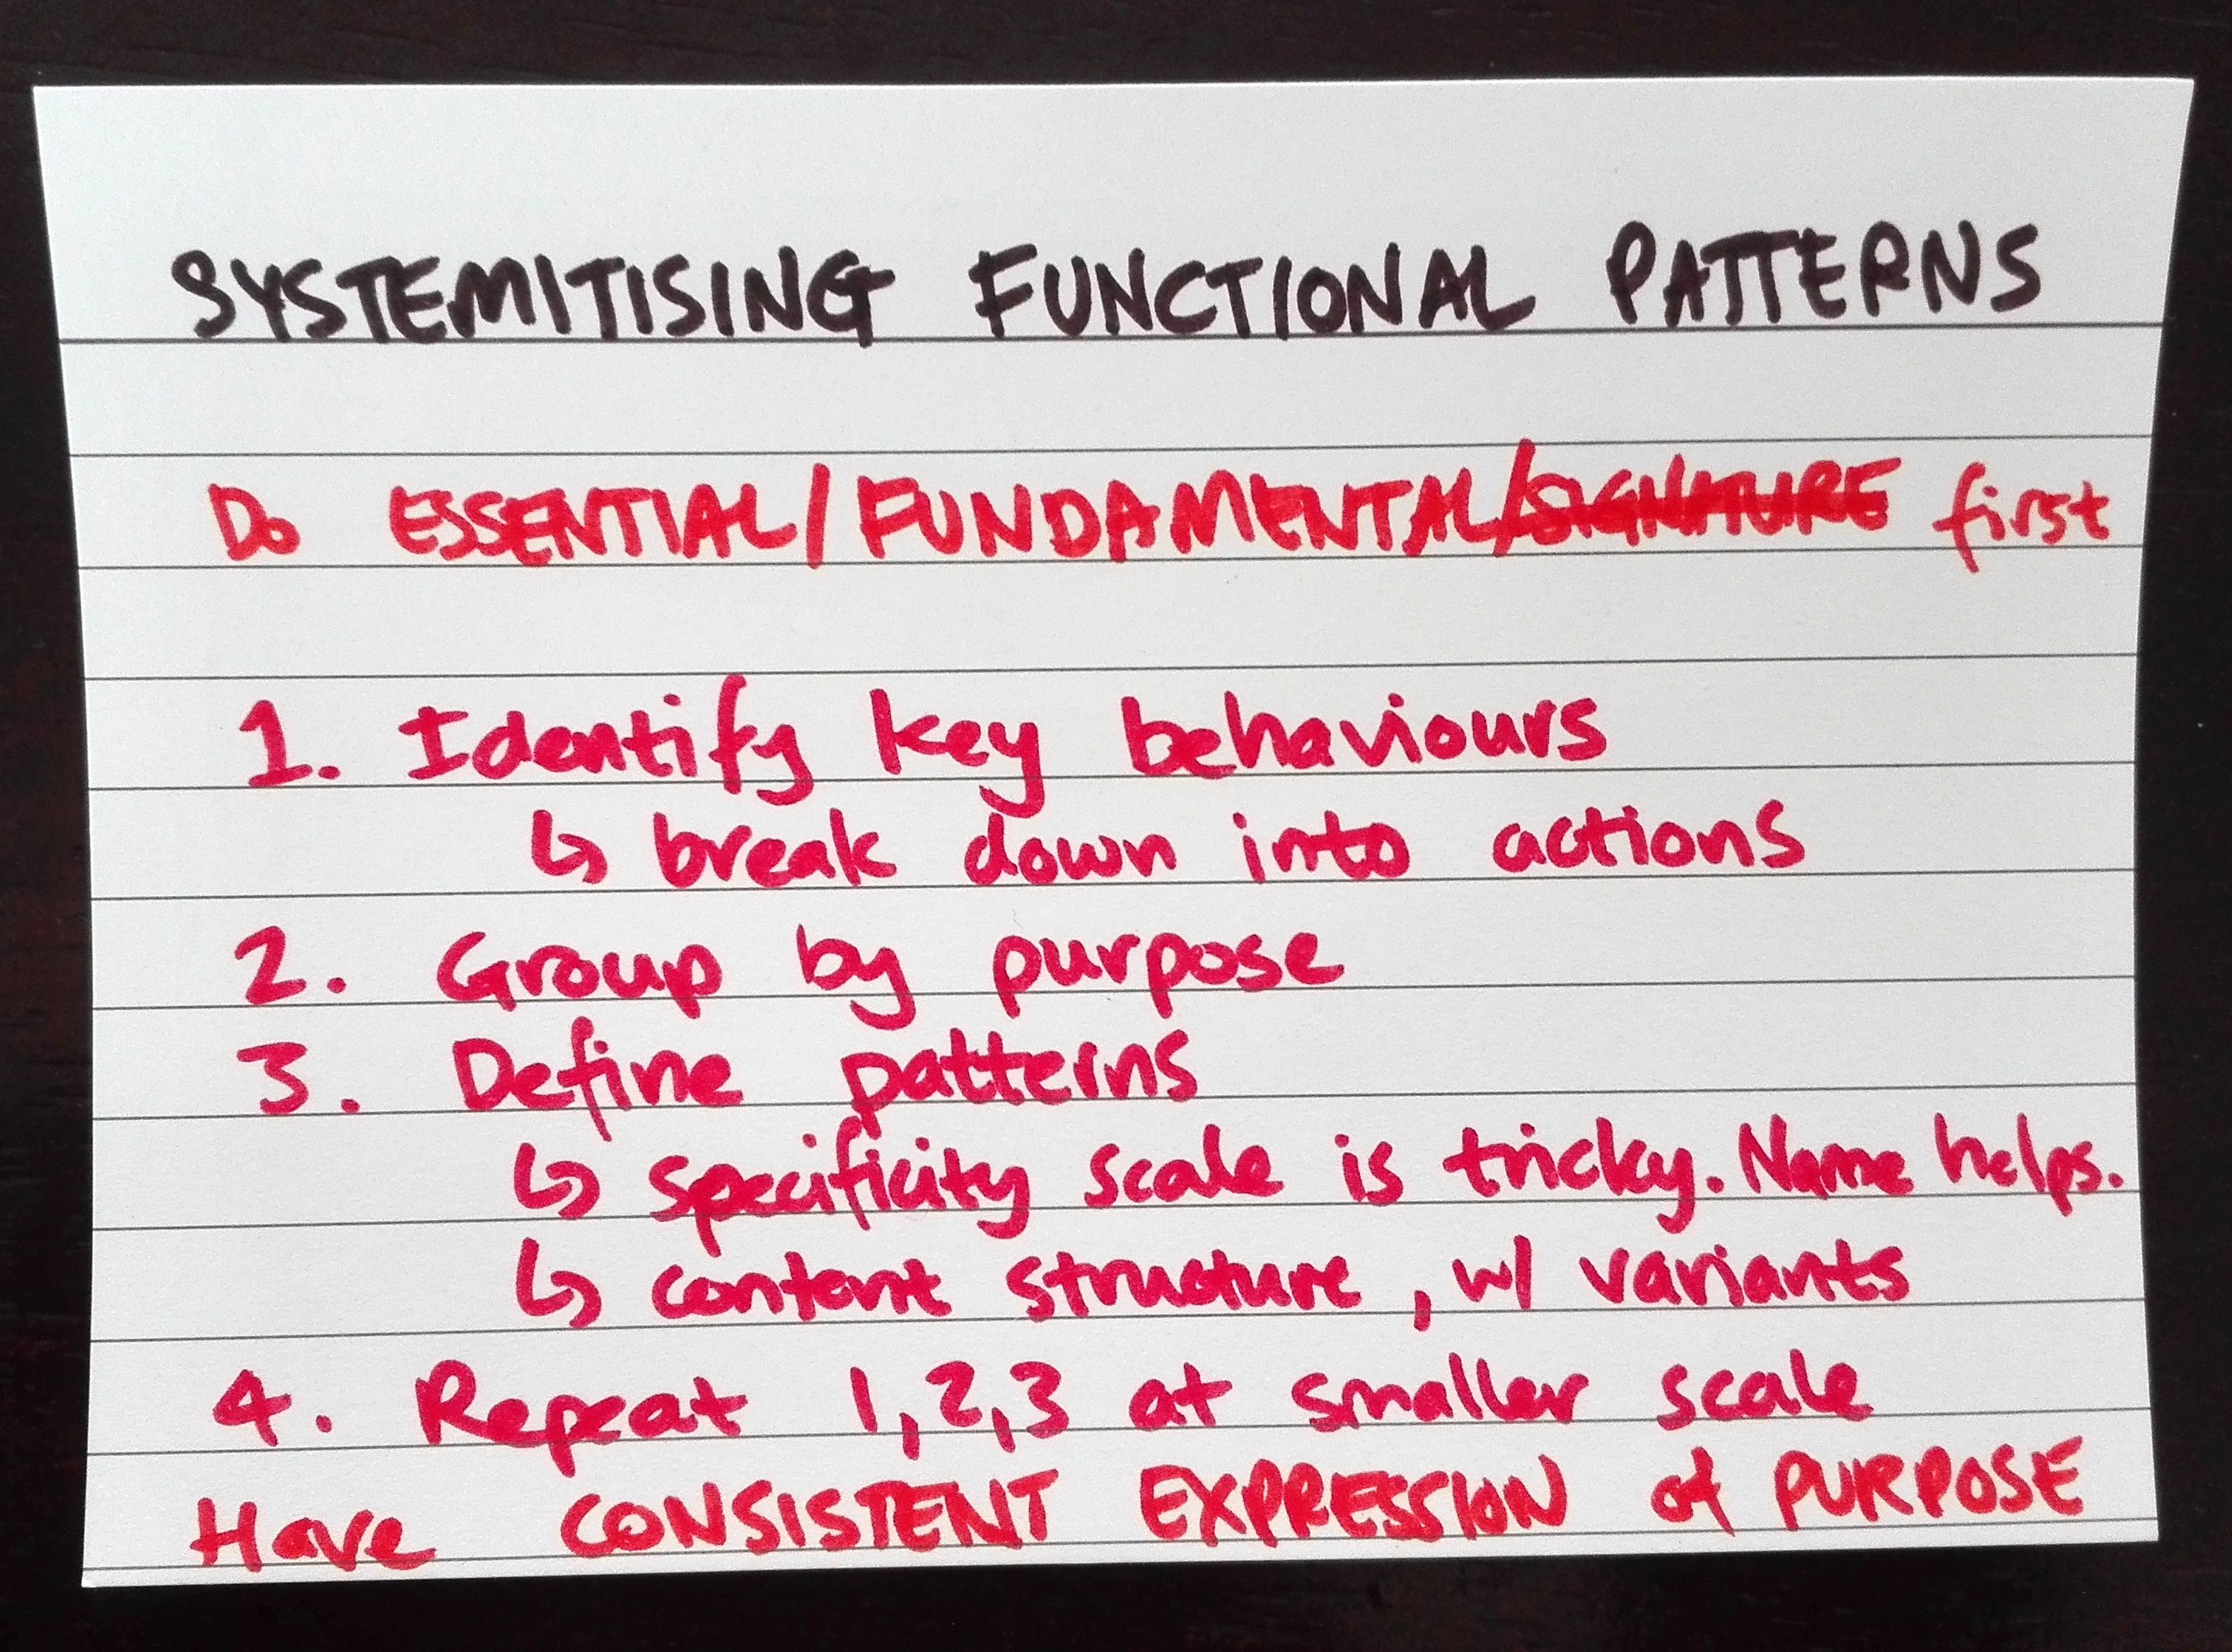 SYSTEMITISING FUNCTIONAL PATTERNS
Do ESSENTIAL/FUNDAMENTAL/SIGNATURE first
1. Identify key behaviours
↳ break down into actions
2. Group by purpose
3. Define patterns
↳ specificity scale is tricky. Name helps.
↳ content structure, w/ variants
4. Repeat 1,2,3 at smaller scale
Have CONSISTENT EXPRESSION of PURPOSE